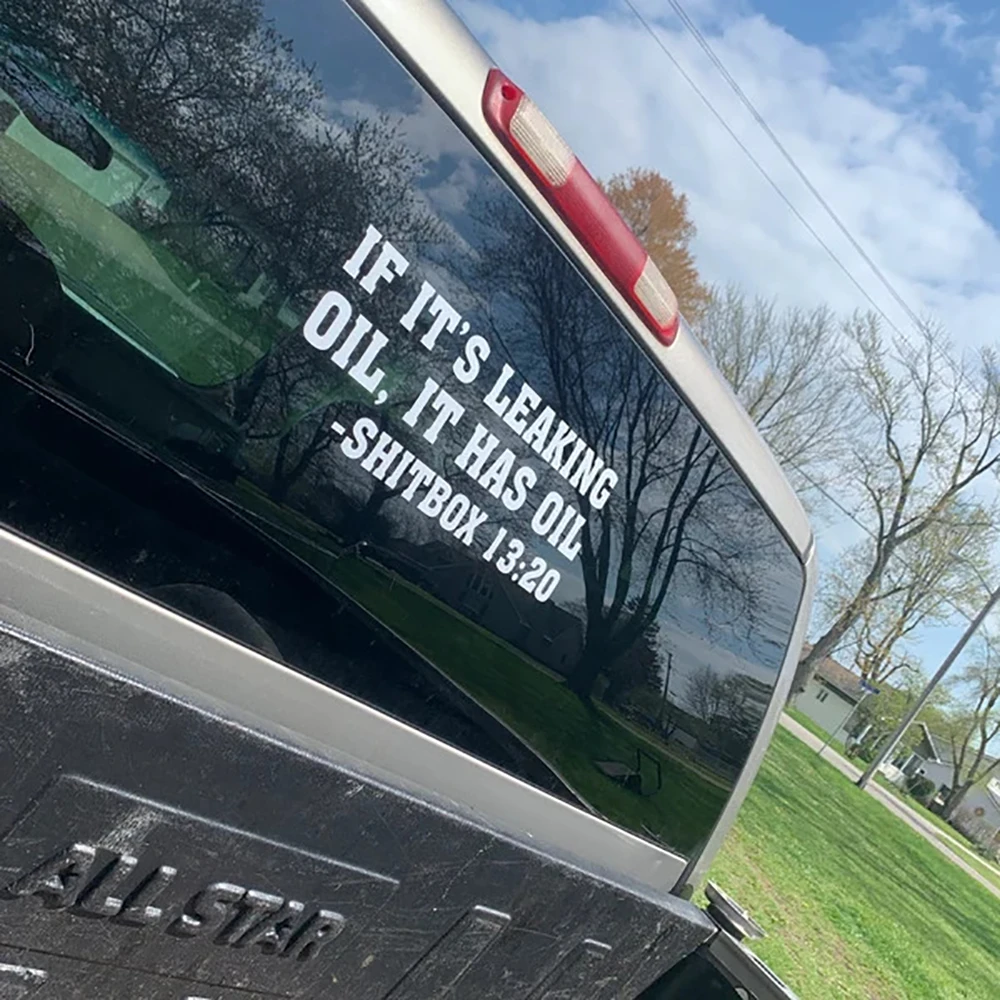 IF IT'S LEAKING
OIL, IT HAS OIL
-SHITBOX 13:20
ALL STAR